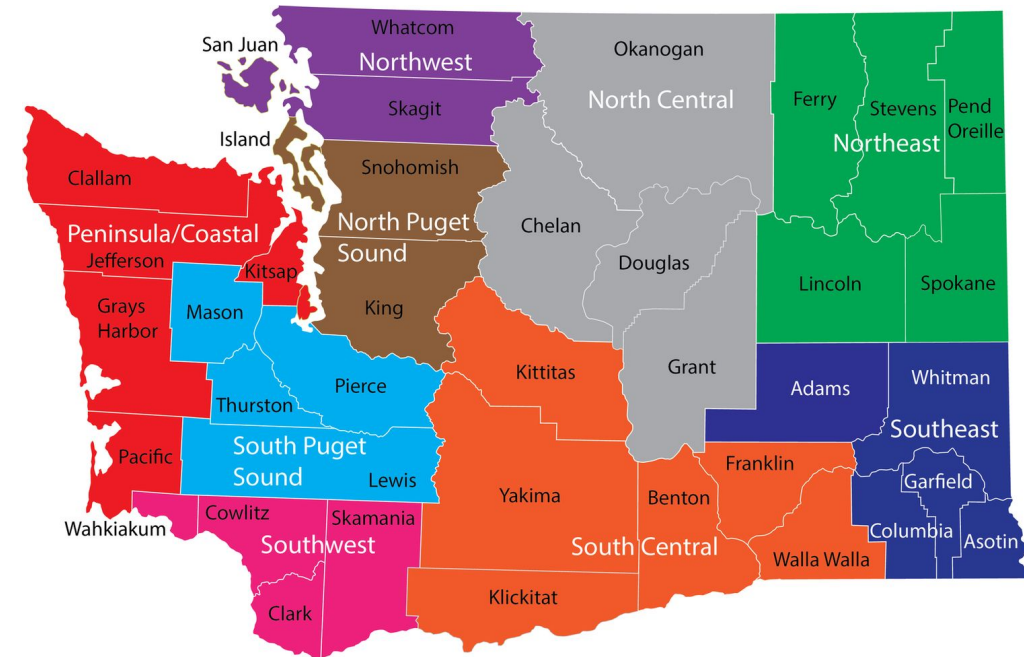 Whatcom
San Juan
Northwest
Okanogan
North Central
Skagit
Ferry
Stevens
Pend
Oreille
Northeast
Island
Snohomish
Clallam
North Puget
Sound
Chelan
Peninsula/Coastal
Jefferson
Kitsap
Douglas
Lincoln
Spokane
Grays
Harbor
Mason
King
Grant
Kittitas
Pierce
Adams
Whitman
Thurston
Southeast
South Puget
Sound
Pacific
Lewis
Yakima
Benton
Franklin
Garfield
Wahkiakum
Cowlitz
Skamania
Columbia
Asotin
Southwest
South Central
Walla Walla
Klickitat
Clark